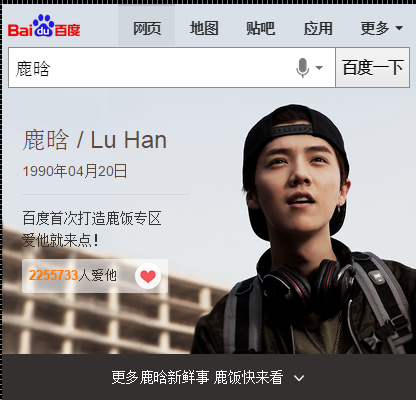 Bai du 百度 网页 地图 贴吧 应用 更多
鹿晗 百度一下
鹿晗 / Lu Han
1990年04月20日
百度首次打造鹿饭专区
爱他就来点！
2255733人爱他
更多鹿晗新鲜事 鹿饭快来看